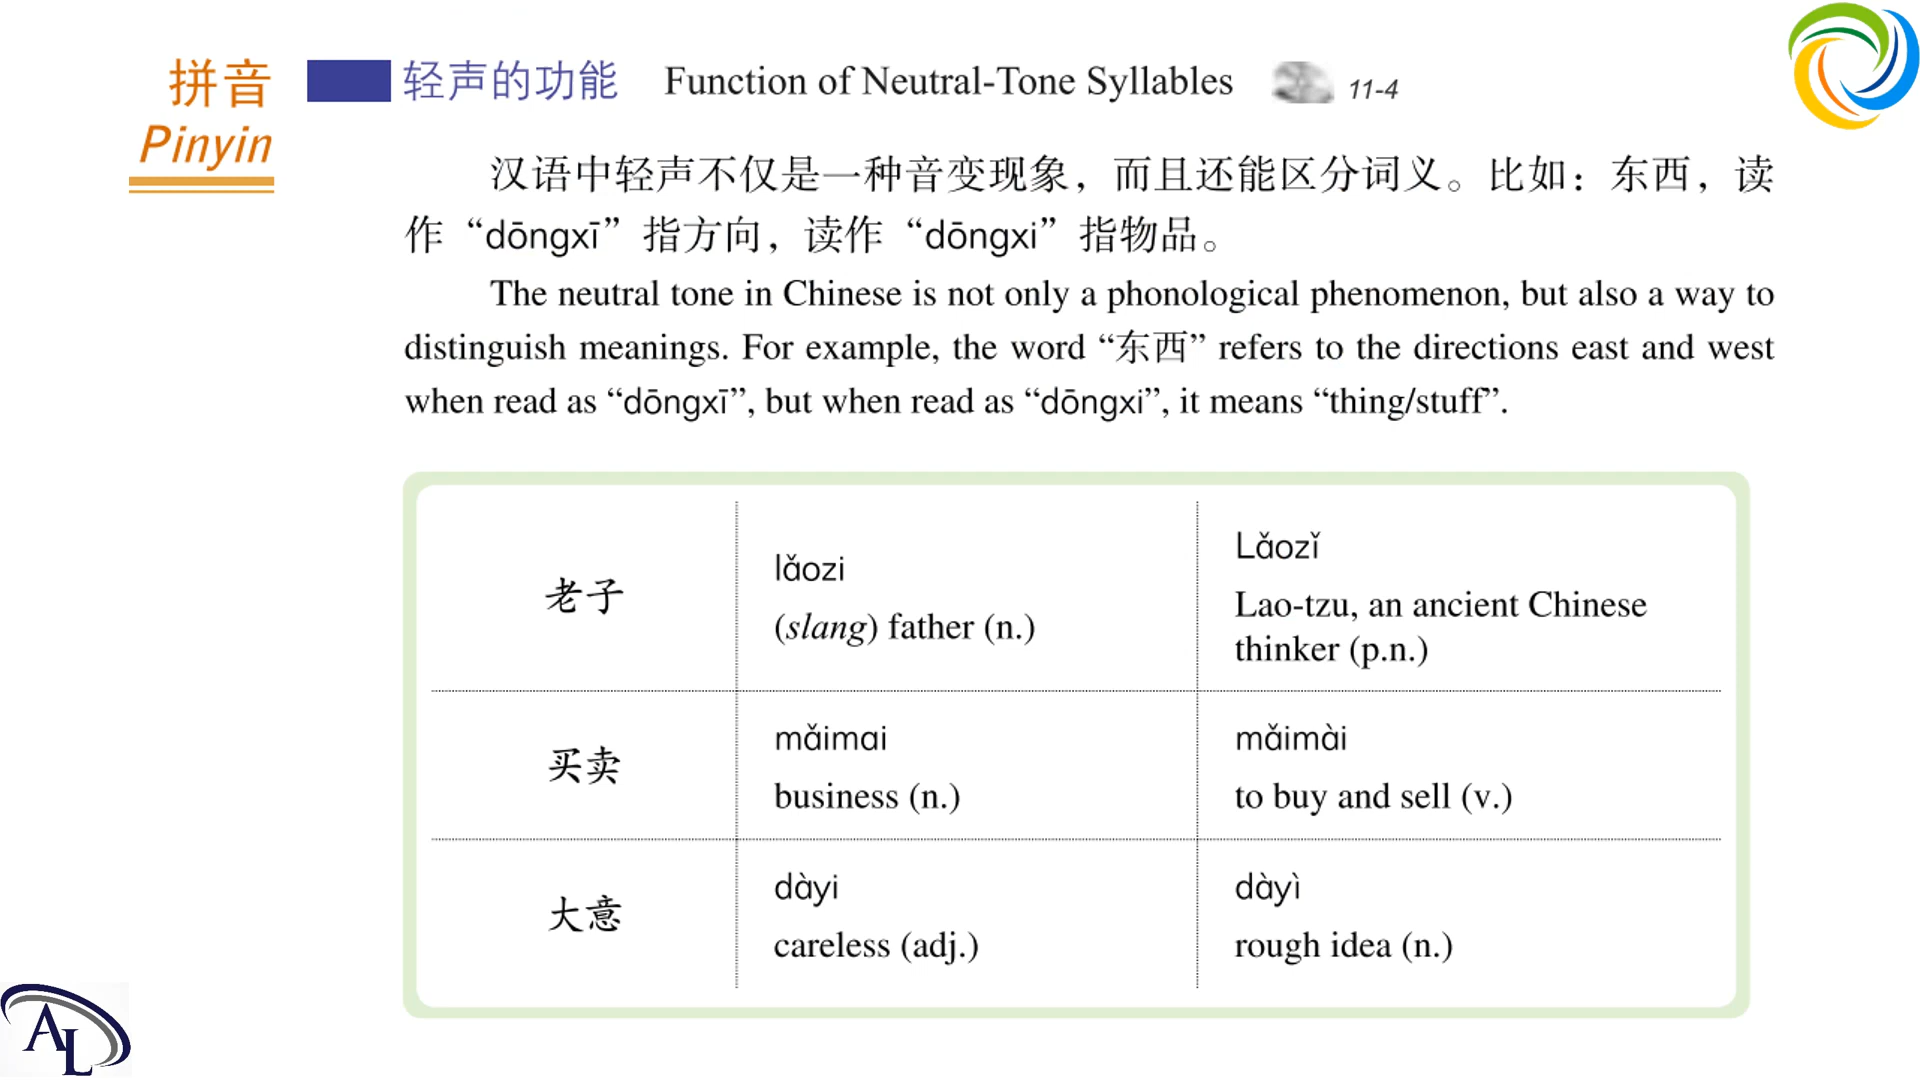 拼音
Pinyin
轻声的功能 Function of Neutral-Tone Syllables 11-4
汉语中轻声不仅是一种音变现象，而且还能区分词义。比如：东西，读
作“dōngxī”指方向，读作“dōngxi”指物品。
The neutral tone in Chinese is not only a phonological phenomenon, but also a way to
distinguish meanings. For example, the word “东西” refers to the directions east and west
when read as “dōngxī”, but when read as “dōngxi”, it means “thing/stuff”.
老子
lǎozi
(slang) father (n.)
Lǎozǐ
Lao-tzu, an ancient Chinese
thinker (p.n.)
买卖
mǎimai
business (n.)
mǎimài
to buy and sell (v.)
大意
dàyi
careless (adj.)
dàyì
rough idea (n.)
AL